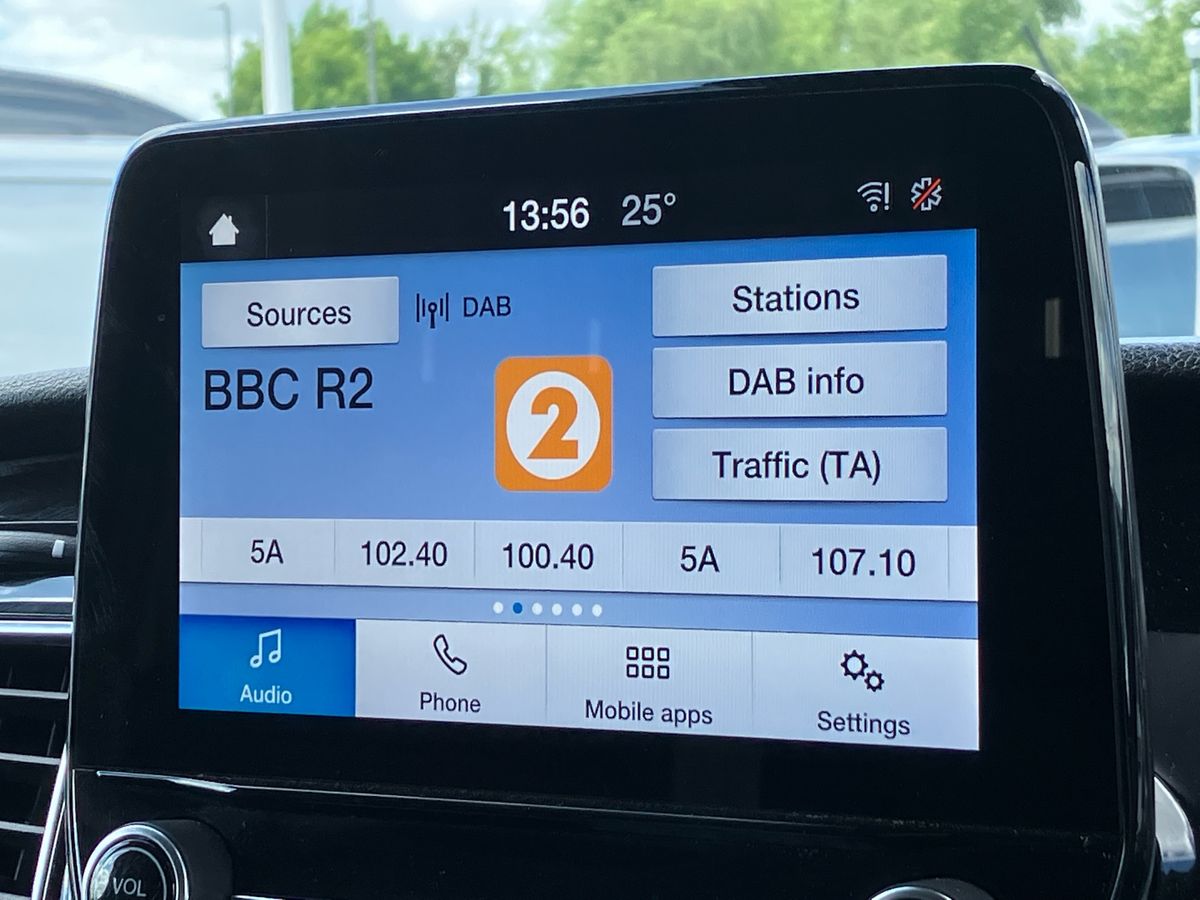 13:56 25°
Sources DAB
Stations
BBC R2
2
DAB info
Traffic (TA)
5A 102.40 100.40 5A 107.10
Audio Phone Mobile apps Settings
VOL